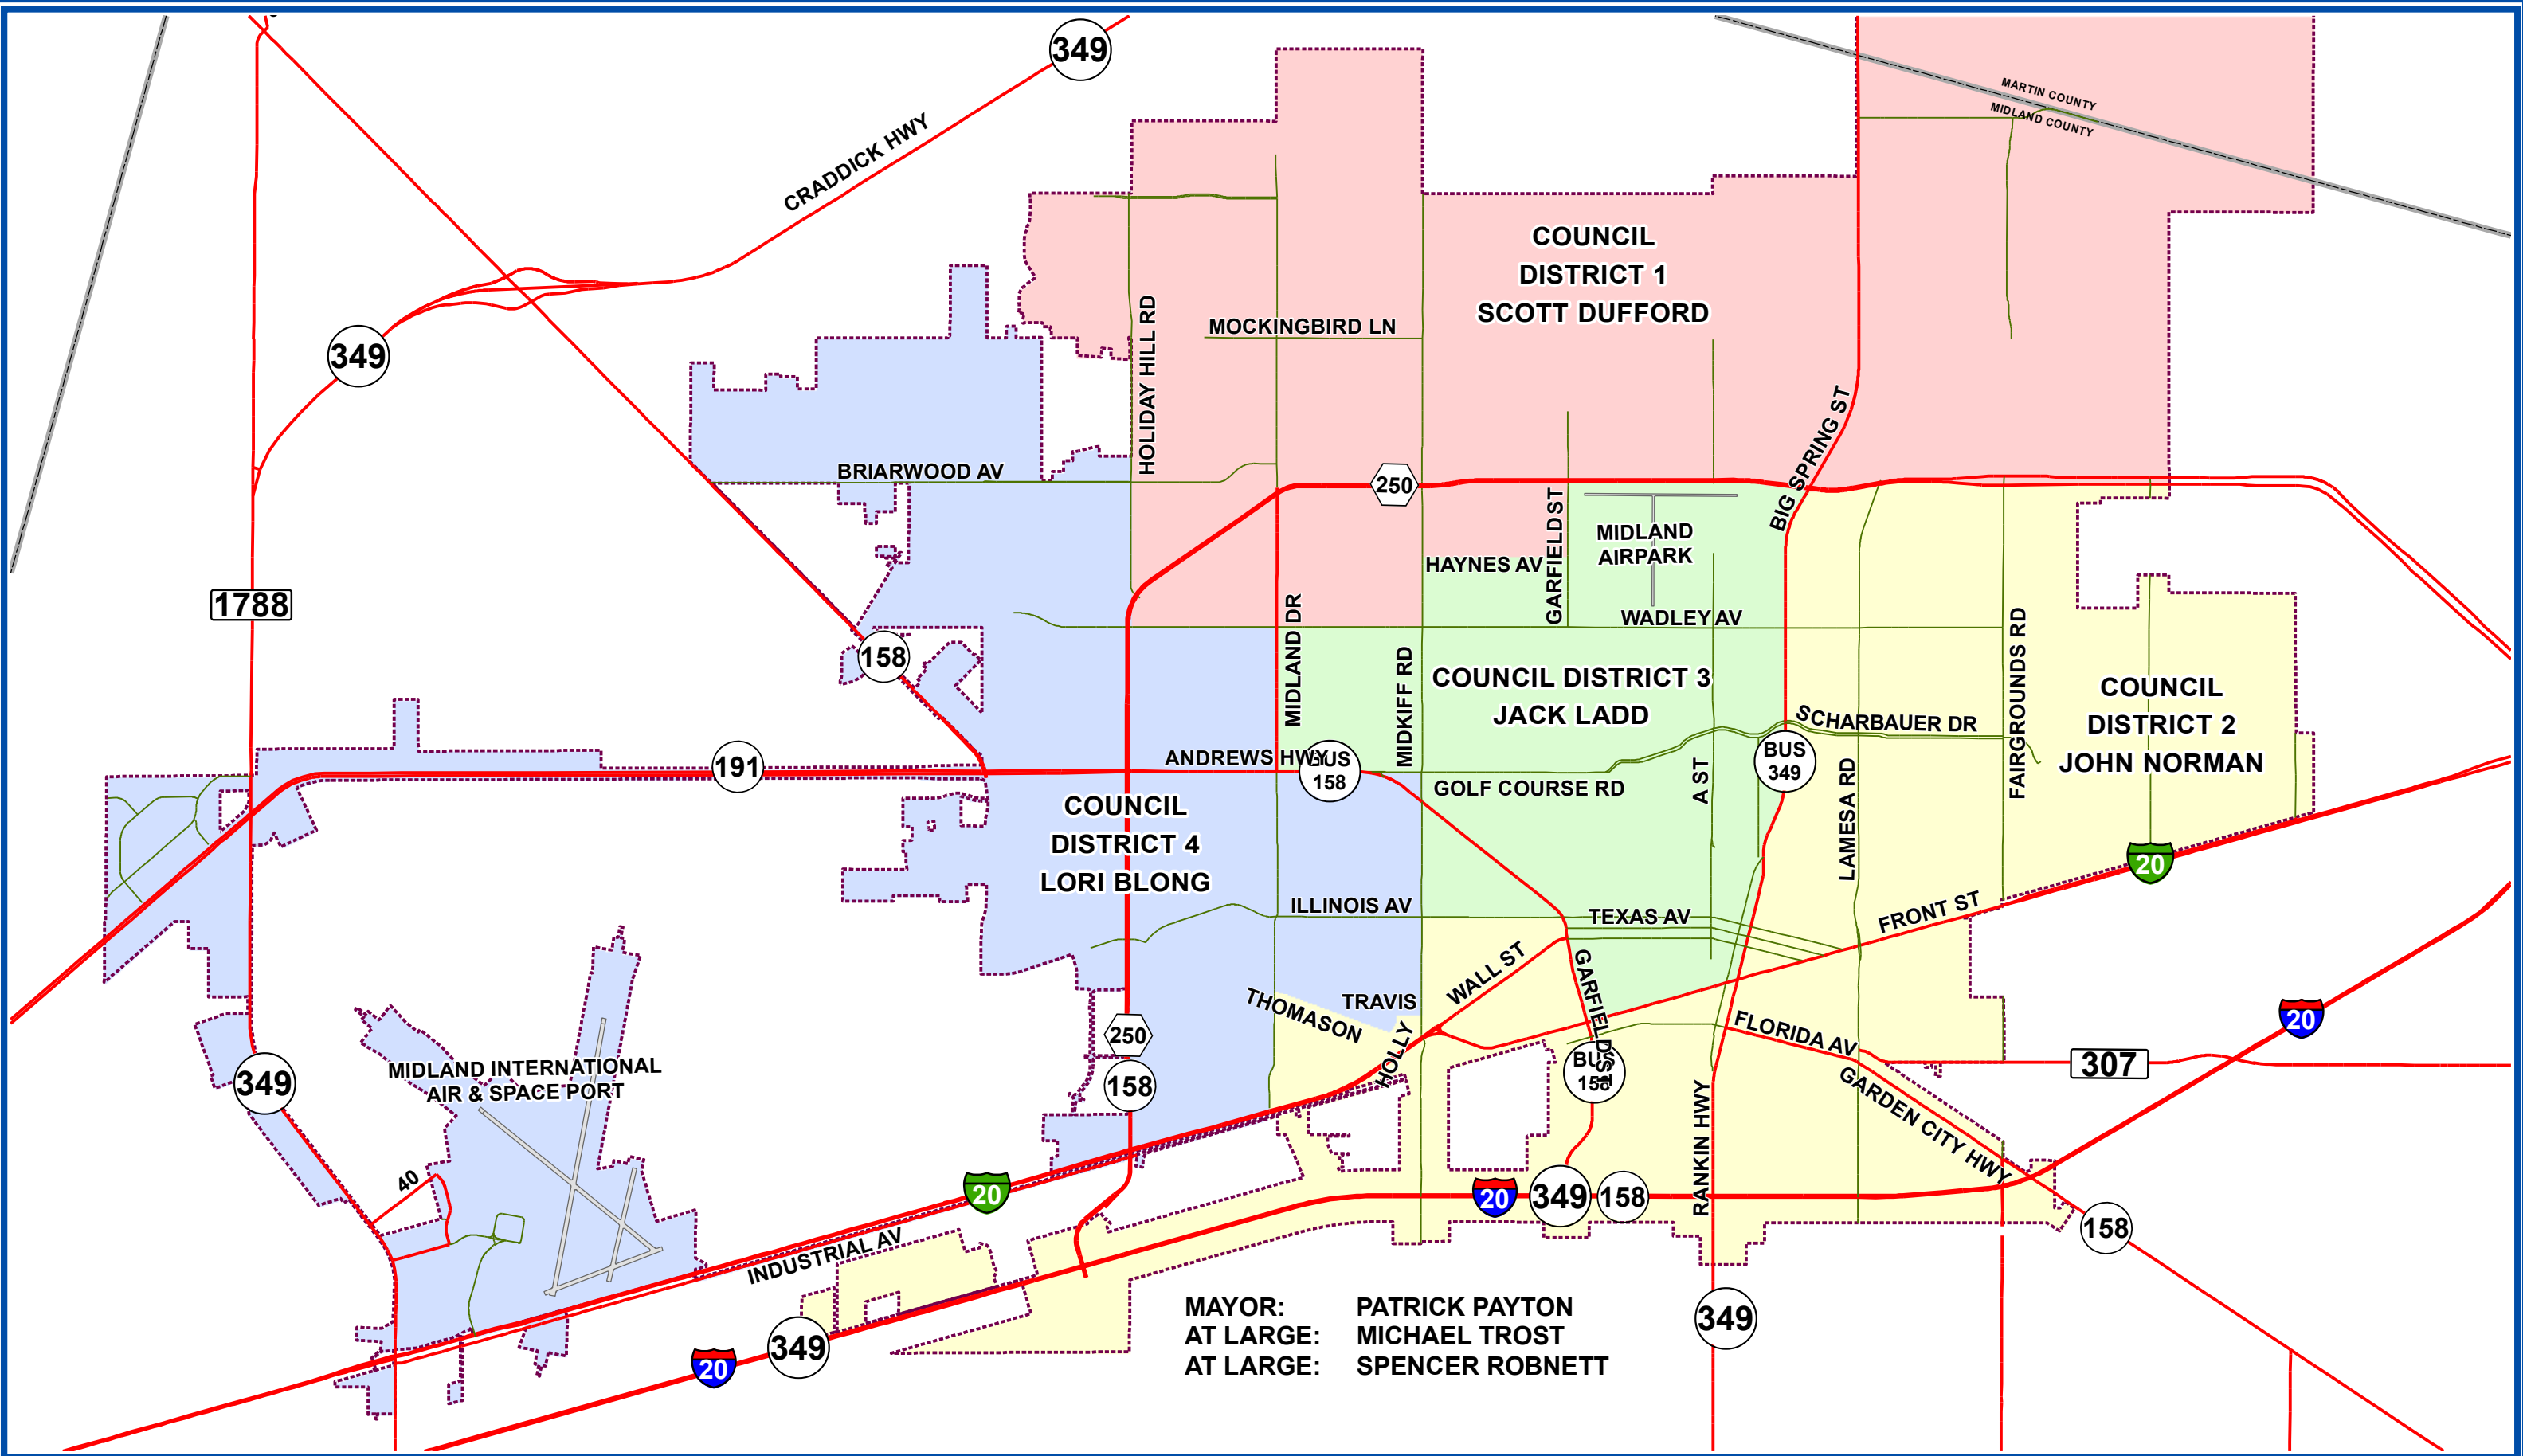 349
MARTIN COUNTY
MIDLAND COUNTY
CRADDICK HWY
COUNCIL
DISTRICT 1
SCOTT DUFFORD
HOLIDAY HILL RD
MOCKINGBIRD LN
349
BIG SPRING ST
BRIARWOOD AV
250
GARFIELD ST
MIDLAND
AIRPARK
HAYNES AV
1788
MIDLAND DR
WADLEY AV
FAIRGROUNDS RD
158
MIDKIFF RD
COUNCIL DISTRICT 3
JACK LADD
COUNCIL
DISTRICT 2
JOHN NORMAN
SCHARBAUER DR
191
ANDREWS HWY
BUS
158
A ST
BUS
349
LAMESA RD
GOLF COURSE RD
COUNCIL
DISTRICT 4
LORI BLONG
20
ILLINOIS AV
TEXAS AV
FRONT ST
WALL ST
GARFIELD ST
THOMASON
TRAVIS
HOLLY
250
FLORIDA AV
20
307
MIDLAND INTERNATIONAL
AIR & SPACE PORT
349
158
BUS
158
GARDEN CITY HWY
RANKIN HWY
40
20
20
349
158
158
INDUSTRIAL AV
MAYOR: PATRICK PAYTON
AT LARGE: MICHAEL TROST
AT LARGE: SPENCER ROBNETT
349
349
20